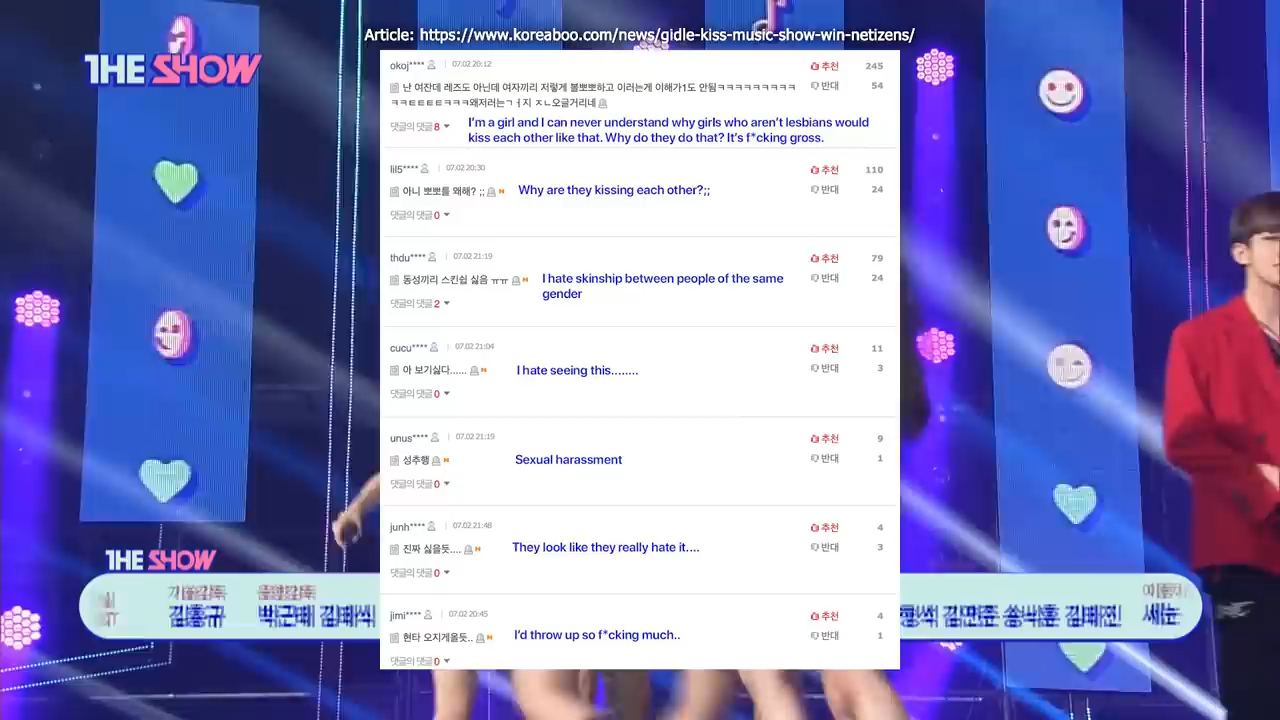 Article: https://www.koreaboo.com/news/gidle-kiss-music-show-win-netizens/
THE SHOW
okoj**** | 07.02 20:12 추천 245
난 여잔데 레즈도 아닌데 여자끼리 저렇게 볼뽀뽀하고 이러는게 이해가1도 안됨ㅋㅋㅋㅋㅋㅋㅋㅋㅋ 반대 54
ㅋㅋㅌㅌㅌㅌㅋㅋㅋ왜저러는ㄱㅓ지 ㅈㄴ오글거리네
댓글의 댓글 8
I'm a girl and I can never understand why girls who aren't lesbians would
kiss each other like that. Why do they do that? It's f*cking gross.
lil5**** | 07.02 20:30 추천 110
아니 뽀뽀를 왜해? ;; N Why are they kissing each other?;; 반대 24
댓글의 댓글 0
thdu**** | 07.02 21:19 추천 79
동성끼리 스킨쉽 싫음 ㅠㅠ N I hate skinship between people of the same 반대 24
gender
댓글의 댓글 2
cucu**** | 07.02 21:04 추천 11
아 보기싫다...... N I hate seeing this........ 반대 3
댓글의 댓글 0
unus**** | 07.02 21:19 추천 9
성추행 N Sexual harassment 반대 1
댓글의 댓글 0
junh**** | 07.02 21:48 추천 4
진짜 싫을듯.... N They look like they really hate it.... 반대 3
댓글의 댓글 0
THE SHOW
jimi**** | 07.02 20:45 추천 4
현타 오지게올듯.. N I'd throw up so f*cking much.. 반대 1
댓글의 댓글 0
김홍규
김민준
세눈